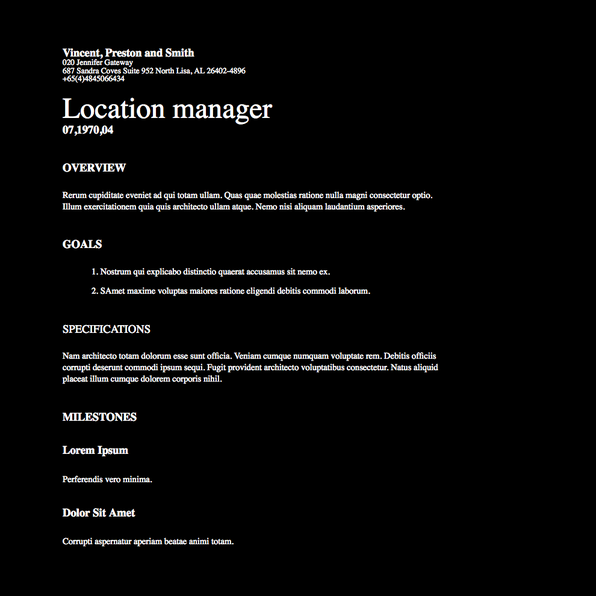 Vincent, Preston and Smith
020 Jennifer Gateway
687 Sandra Coves Suite 952 North Lisa, AL 26402-4896
+65(4)4845066434
Location manager
07,1970,04
OVERVIEW
Rerum cupiditate eveniet ad qui totam ullam. Quas quae molestias ratione nulla magni consectetur optio.
Illum exercitationem quia quis architecto ullam atque. Nemo nisi aliquam laudantium asperiores.
GOALS
1. Nostrum qui explicabo distinctio quaerat accusamus sit nemo ex.
2. SAmet maxime voluptas maiores ratione eligendi debitis commodi laborum.
SPECIFICATIONS
Nam architecto totam dolorum esse sunt officia. Veniam cumque numquam voluptate rem. Debitis officiis
corrupti deserunt commodi ipsum sequi. Fugit provident architecto voluptatibus consectetur. Natus aliquid
placeat illum cumque dolorem corporis nihil.
MILESTONES
Lorem Ipsum
Perferendis vero minima.
Dolor Sit Amet
Corrupti aspernatur aperiam beatae animi totam.